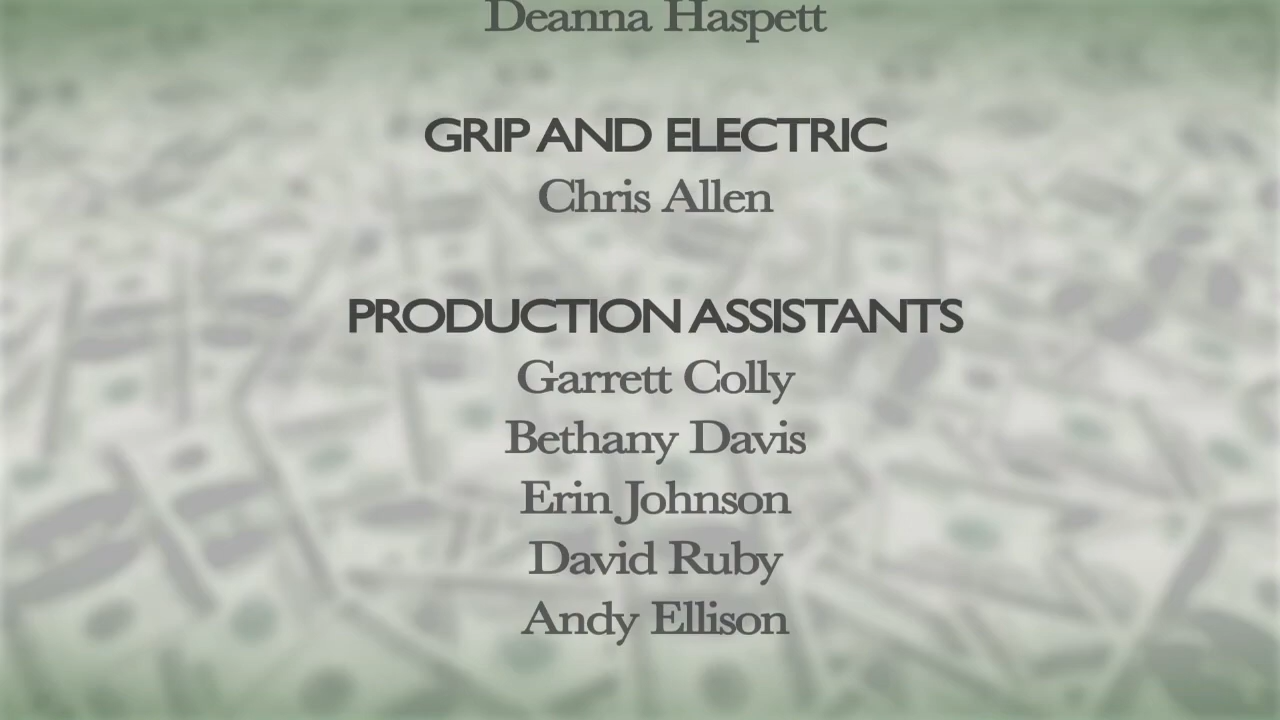 Deanna Haspett
GRIP AND ELECTRIC
Chris Allen
PRODUCTION ASSISTANTS
Garrett Colly
Bethany Davis
Erin Johnson
David Ruby
Andy Ellison